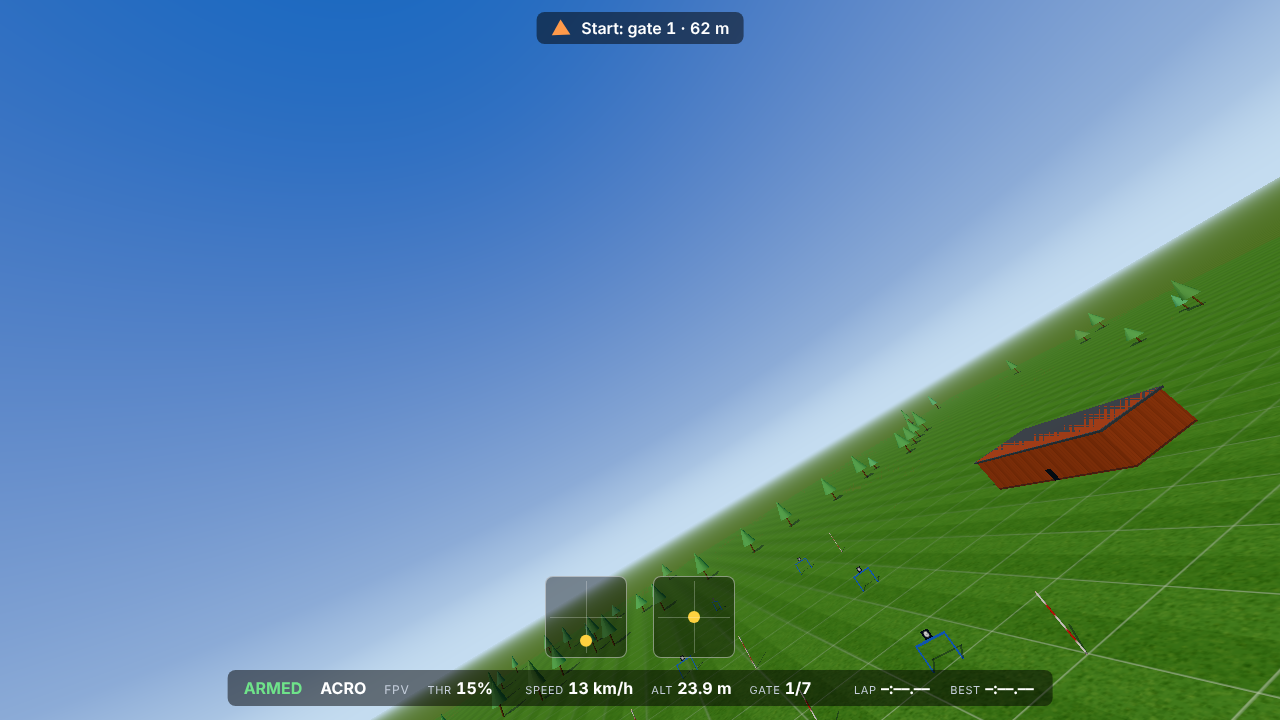 Start: gate 1 · 62 m
ARMED ACRO FPV THR 15% SPEED 13 km/h ALT 23.9 m GATE 1/7 LAP –:––.–– BEST –:––.––